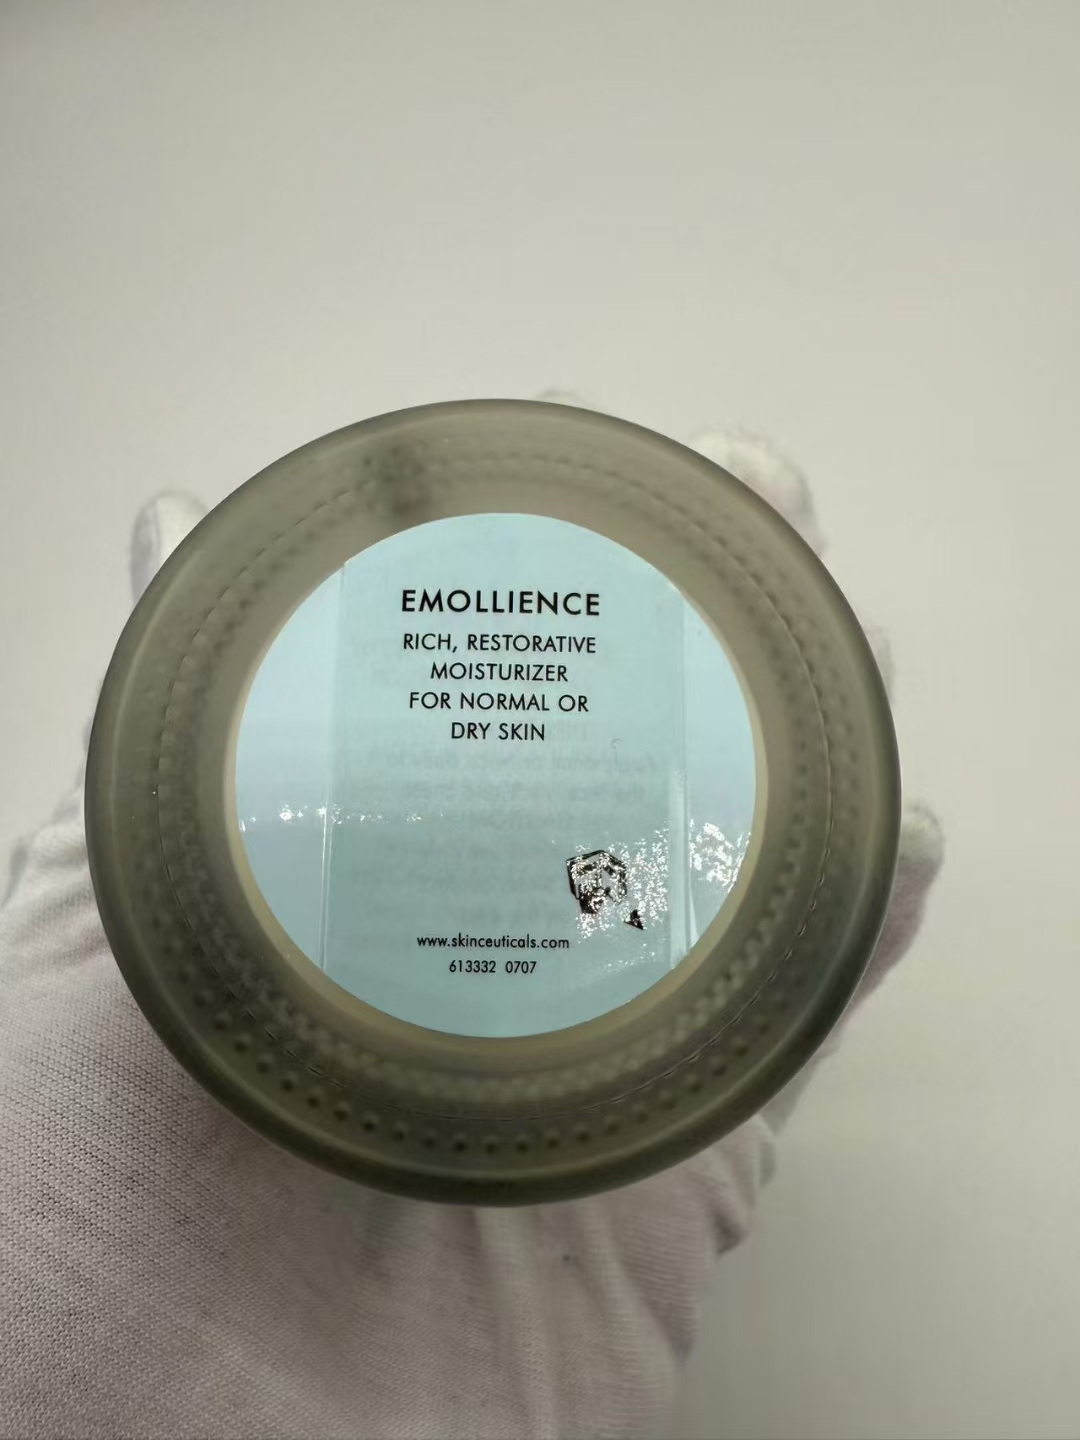 EMOLLIENCE
RICH, RESTORATIVE
MOISTURIZER
FOR NORMAL OR
DRY SKIN
www.skinceuticals.com
613332 0707